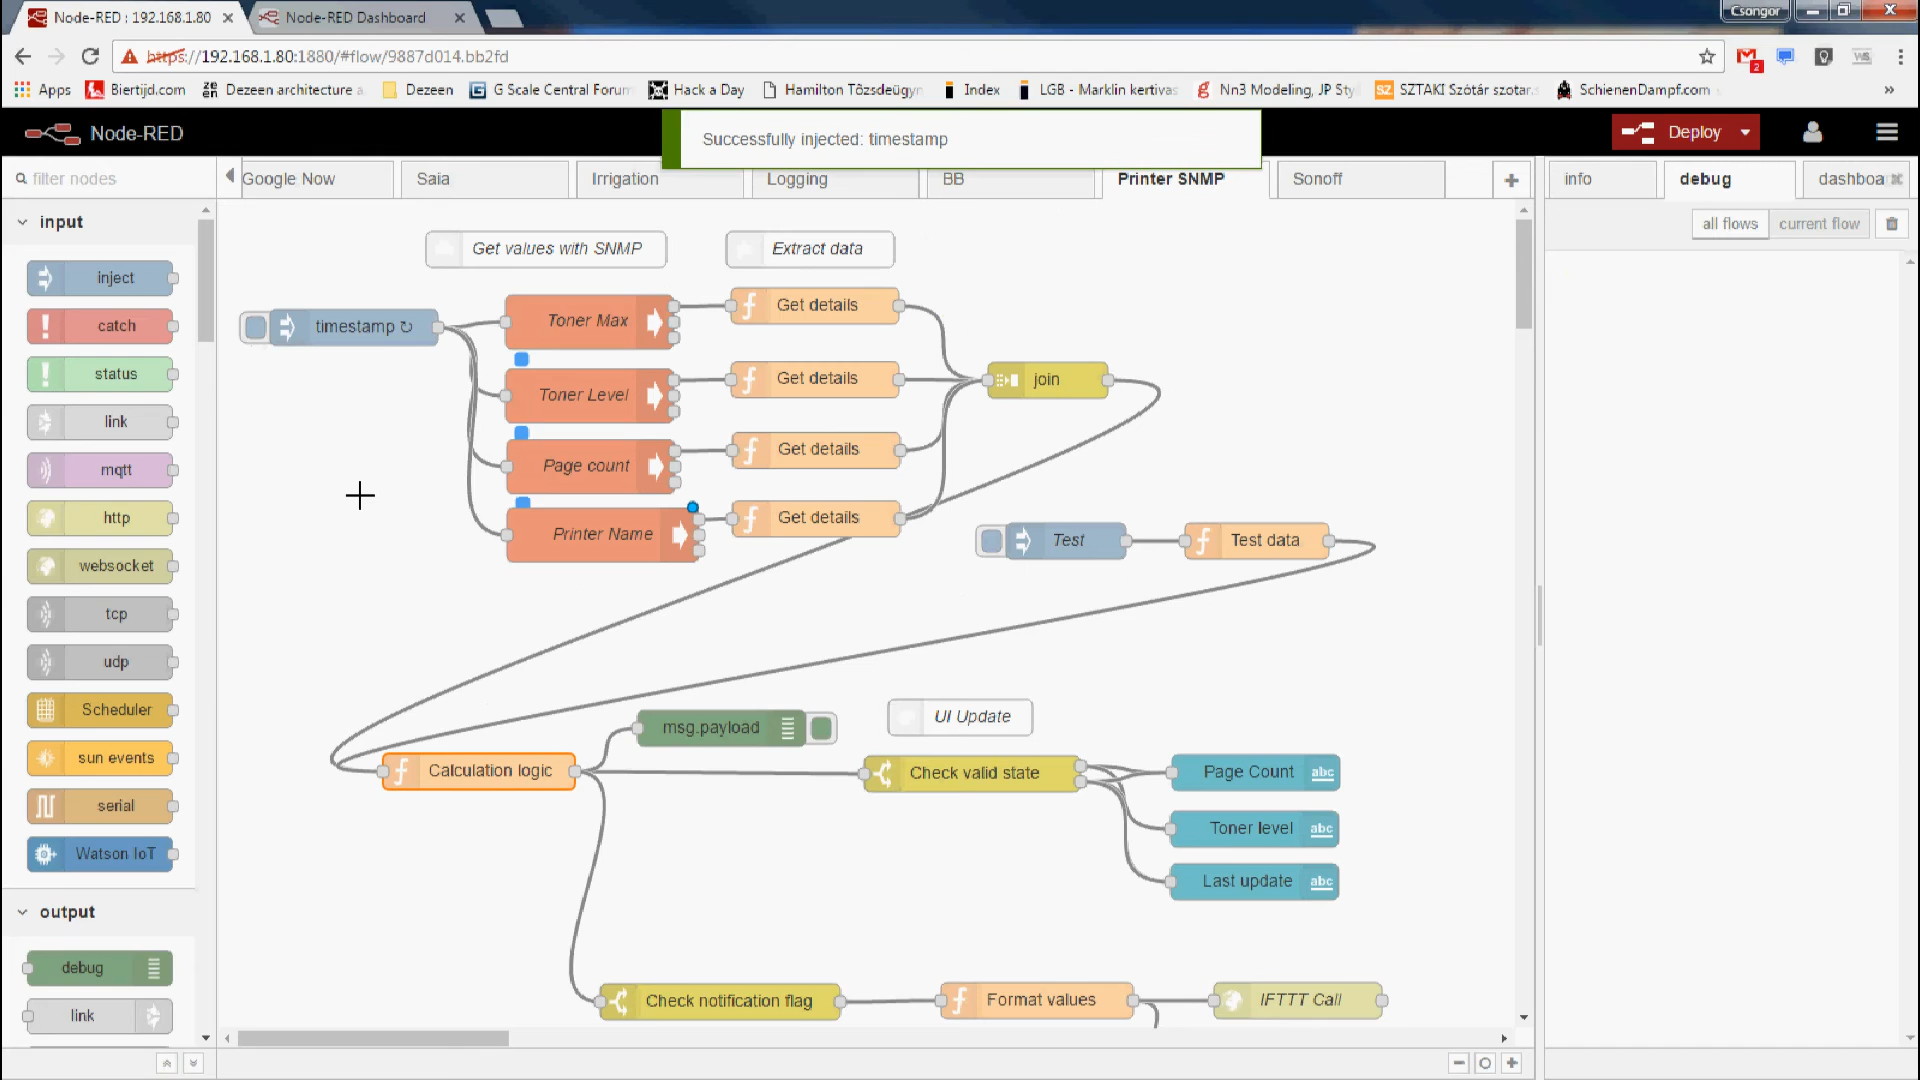 Node-RED : 192.168.1.80
Node-RED Dashboard
Csongor
https://192.168.1.80:1880/#flow/9887d014.bb2fd
2
Apps
Biertijd.com
Dezeen architecture a
Dezeen
G Scale Central Forum
Hack a Day
Hamilton Tőzsdeügyn
Index
LGB - Marklin kertivas
Nn3 Modeling, JP Sty
SZ
SZTAKI Szótár szotar.
SchienenDampf.com
Node-RED
Successfully injected: timestamp
Deploy
filter nodes
Google Now
Saia
Irrigation
Logging
BB
Printer SNMP
Sonoff
info
debug
dashboa
all flows
current flow
input
inject
catch
status
link
mqtt
http
websocket
tcp
udp
Scheduler
sun events
serial
Watson IoT
output
debug
link
Get values with SNMP
Extract data
timestamp ↻
Toner Max
Get details
Toner Level
Get details
join
Page count
Get details
Printer Name
Get details
Test
Test data
msg.payload
UI Update
Calculation logic
Check valid state
Page Count
abc
Toner level
abc
Last update
abc
Check notification flag
Format values
IFTTT Call